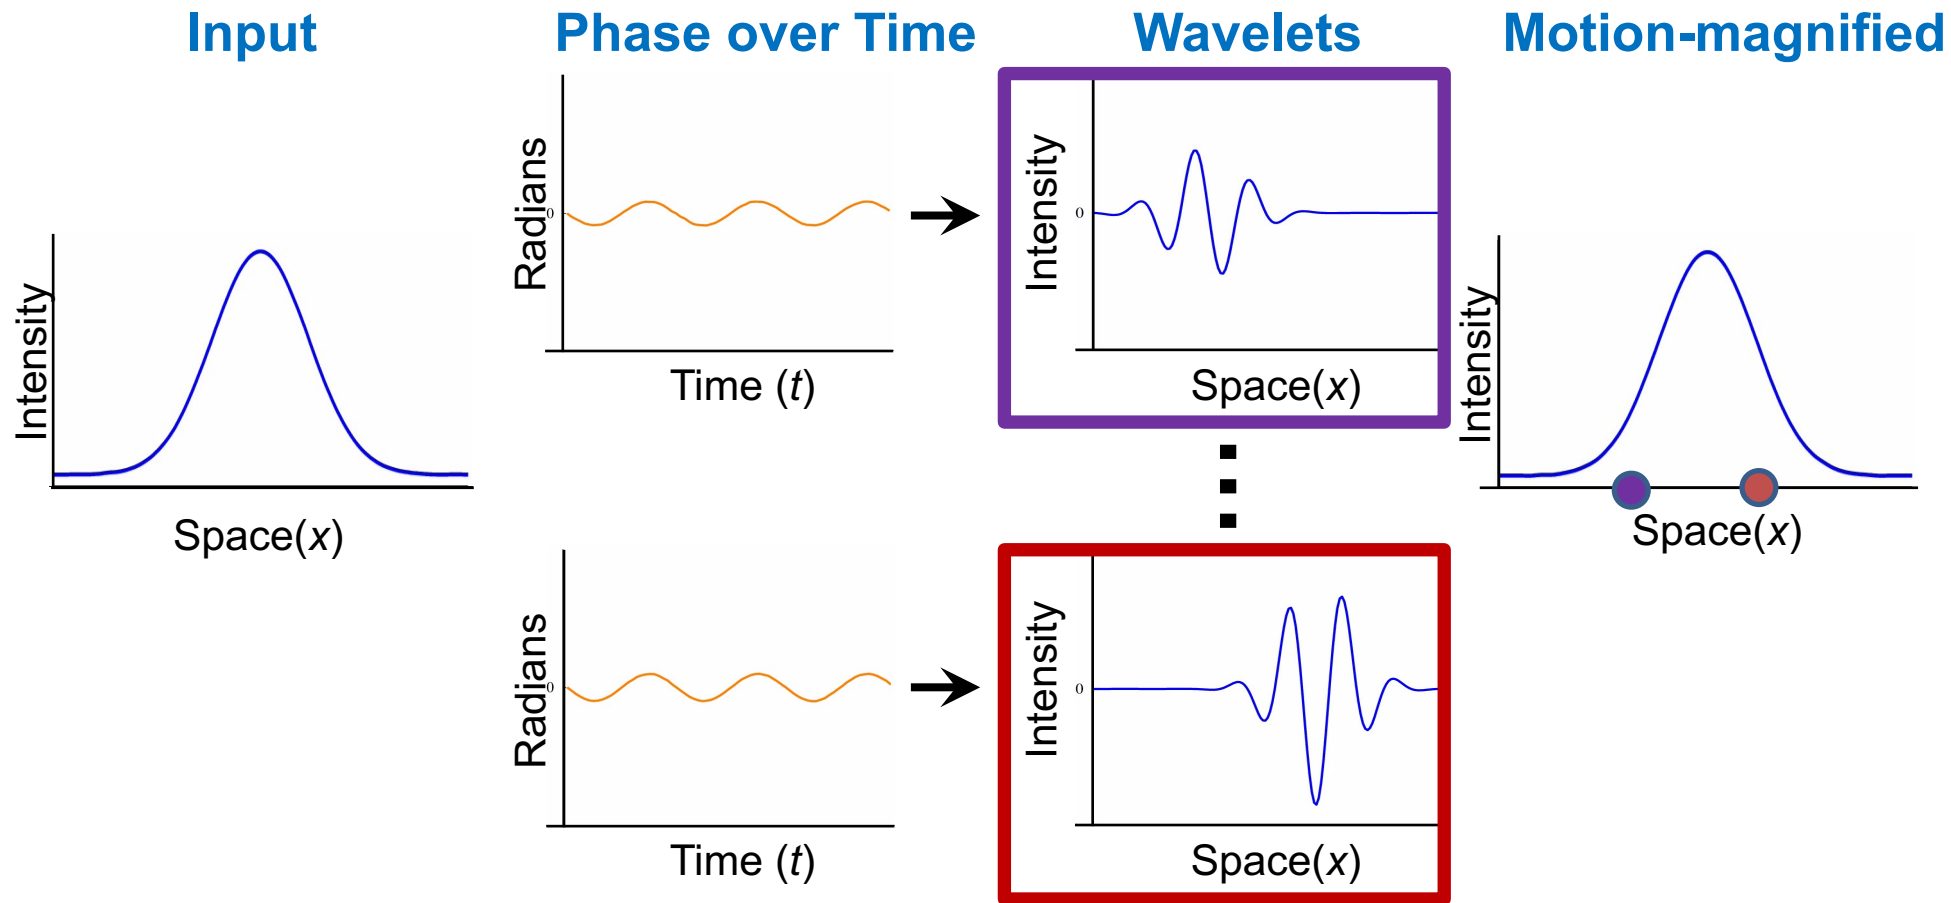 Input
Phase over Time
Wavelets
Motion-magnified
Intensity
Space(x)
Radians
0
Time (t)
Intensity
0
Space(x)
Radians
0
Time (t)
Intensity
0
Space(x)
Intensity
Space(x)